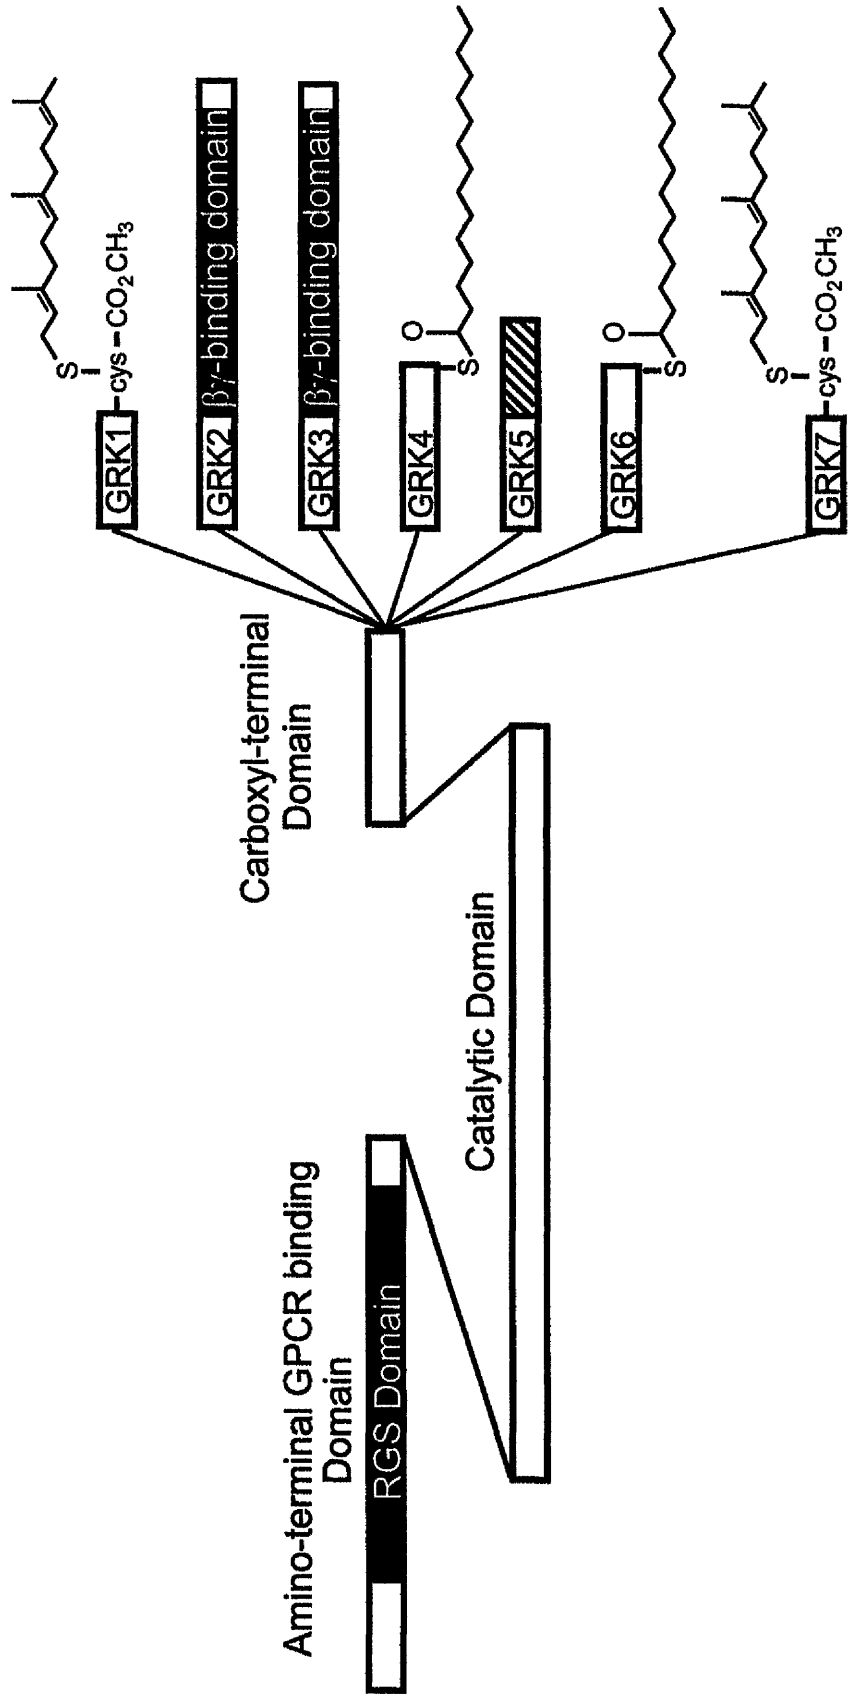 Amino-terminal GPCR binding
Domain
RGS Domain
Catalytic Domain
Carboxyl-terminal
Domain
GRK1
cys
CO₂CH₃
S
GRK2
βγ-binding domain
GRK3
βγ-binding domain
GRK4
S
O
GRK5
GRK6
S
O
GRK7
cys
CO₂CH₃
S